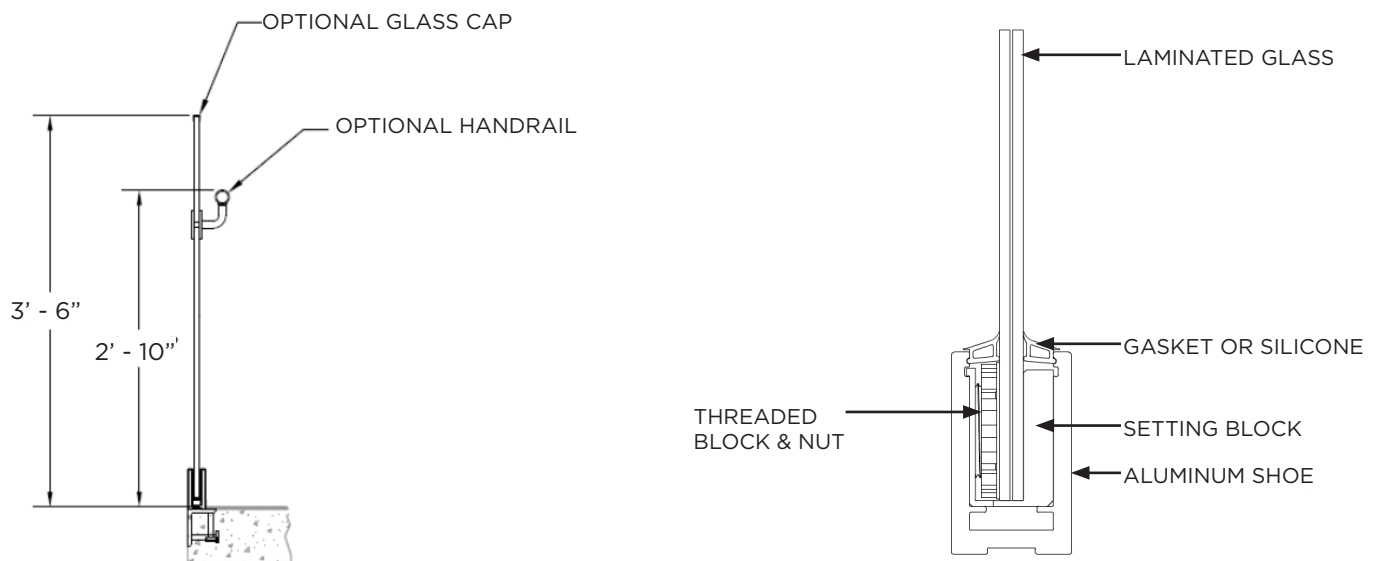 OPTIONAL GLASS CAP
OPTIONAL HANDRAIL
3’ - 6”
2’ - 10”
LAMINATED GLASS
GASKET OR SILICONE
THREADED
BLOCK & NUT
SETTING BLOCK
ALUMINUM SHOE